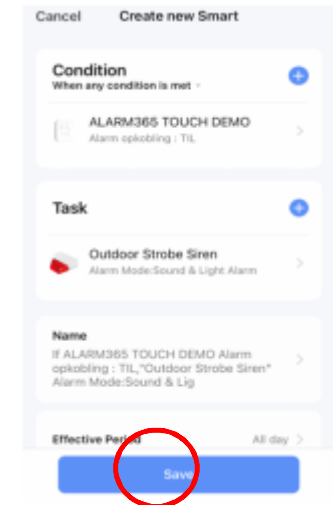 Cancel Create new Smart
Condition
When any condition is met
ALARM365 TOUCH DEMO
Alarm opkobling : TIL
Task
Outdoor Strobe Siren
Alarm Mode:Sound & Light Alarm
Name
If ALARM365 TOUCH DEMO Alarm
opkobling : TIL,"Outdoor Strobe Siren"
Alarm Mode:Sound & Lig
Effective Period All day
Save